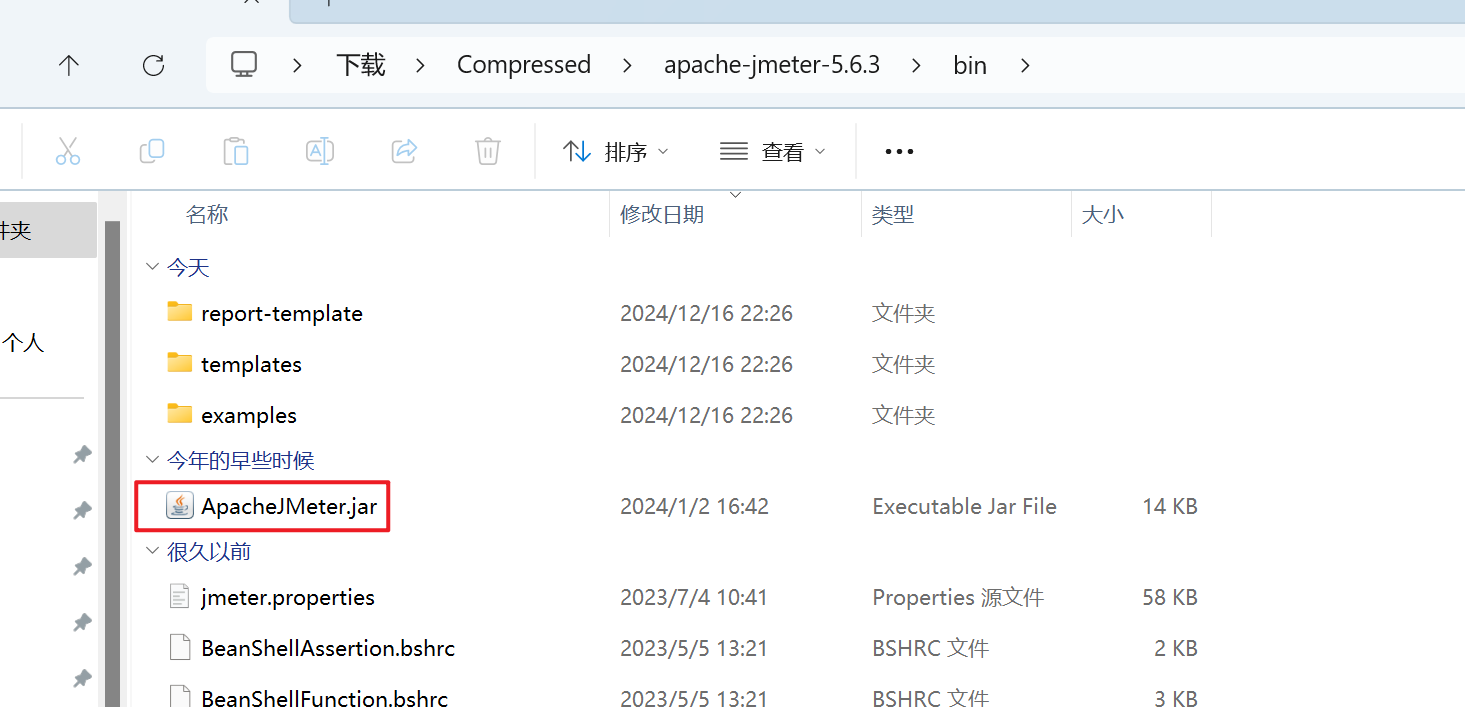 下载 Compressed apache-jmeter-5.6.3 bin
排序 查看
名称 修改日期 类型 大小
件夹
今天
report-template 2024/12/16 22:26 文件夹
个人
templates 2024/12/16 22:26 文件夹
examples 2024/12/16 22:26 文件夹
今年的早些时候
ApacheJMeter.jar 2024/1/2 16:42 Executable Jar File 14 KB
很久以前
jmeter.properties 2023/7/4 10:41 Properties 源文件 58 KB
BeanShellAssertion.bshrc 2023/5/5 13:21 BSHRC 文件 2 KB
BeanShellFunction.bshrc 2023/5/5 13:21 BSHRC 文件 3 KB